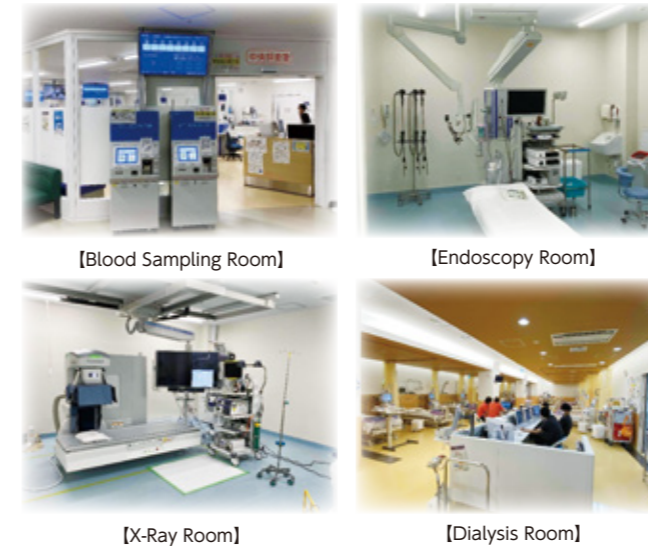 【Blood Sampling Room】
【Endoscopy Room】
【X-Ray Room】
【Dialysis Room】